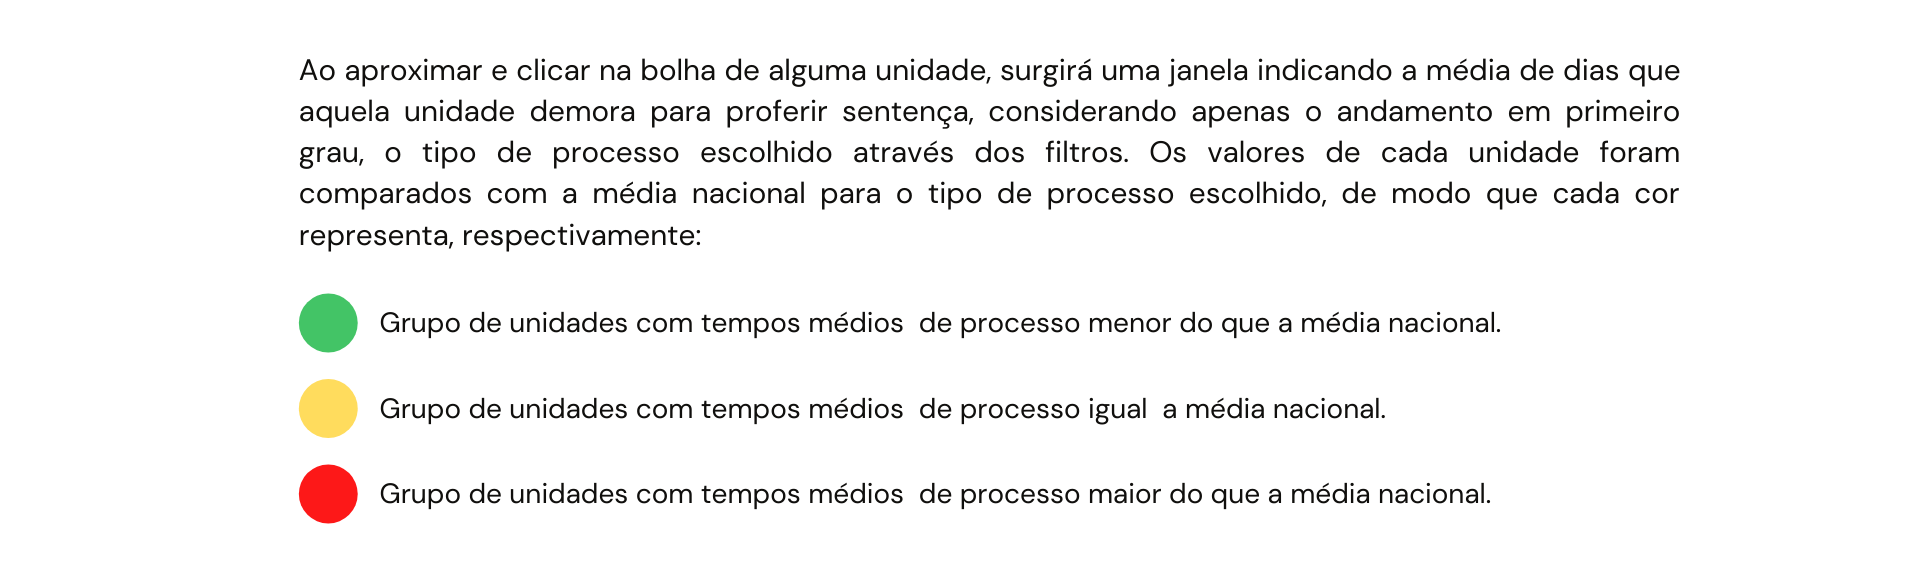 Ao aproximar e clicar na bolha de alguma unidade, surgirá uma janela indicando a média de dias que
aquela unidade demora para proferir sentença, considerando apenas o andamento em primeiro
grau, o tipo de processo escolhido através dos filtros. Os valores de cada unidade foram
comparados com a média nacional para o tipo de processo escolhido, de modo que cada cor
representa, respectivamente:
Grupo de unidades com tempos médios  de processo menor do que a média nacional.
Grupo de unidades com tempos médios  de processo igual  a média nacional.
Grupo de unidades com tempos médios  de processo maior do que a média nacional.